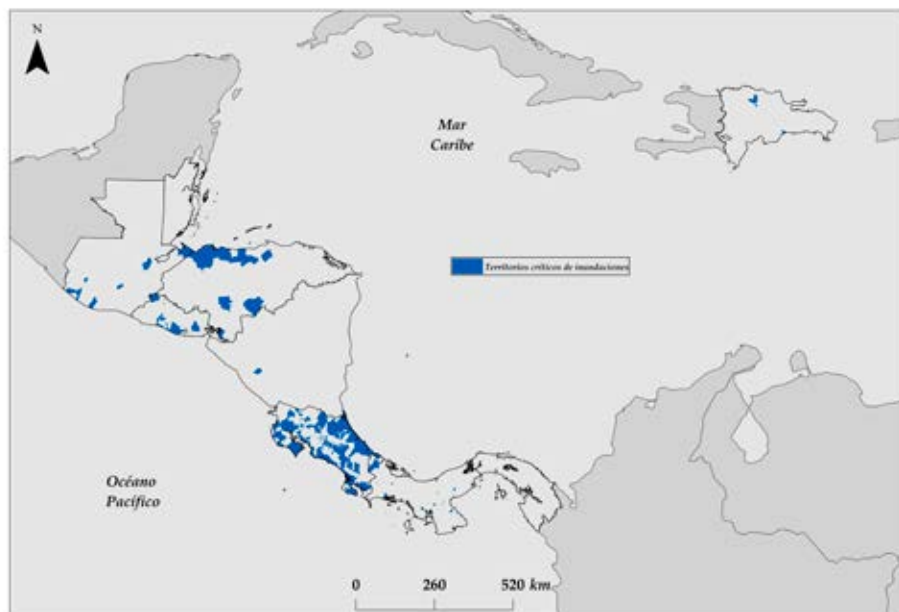 N
Mar
Caribe
Territorios críticos de inundaciones
Océano
Pacífico
0 260 520 km